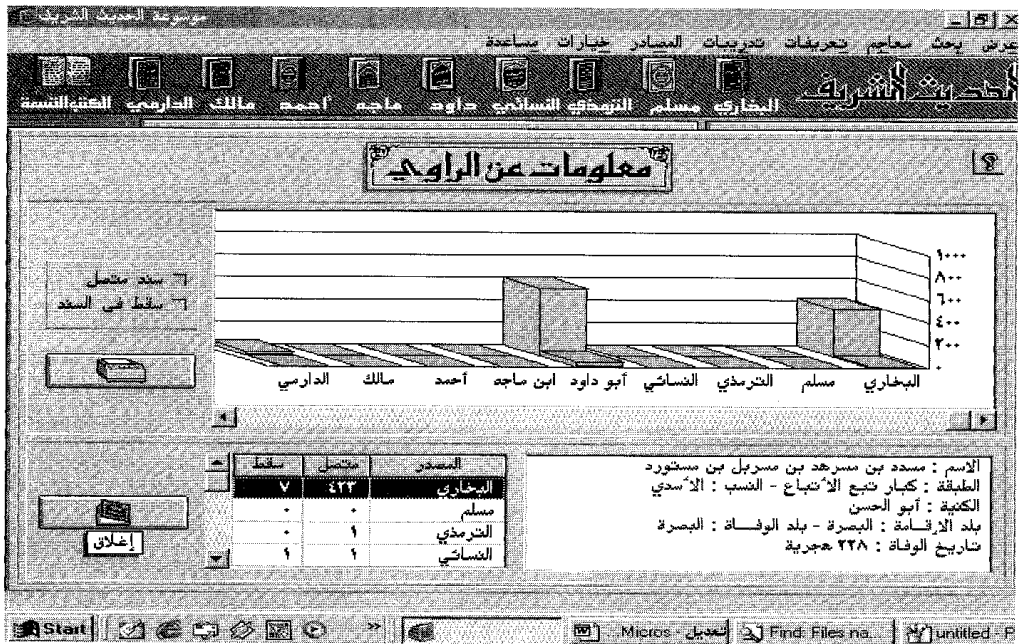 موسوعة الحديث الشريف
عرض بحث معاجم تعريفات تدريبات المصادر خيارات مساعدة
الحديث الشريف
البخاري مسلم الترمذي النسائي داود ماجه أحمد مالك الدارمي الكتب التسعة
معلومات عن الراوي
سند متصل
سقط في السند
١٠٠٠
٨٠٠
٦٠٠
٤٠٠
٢٠٠
٠
البخاري مسلم الترمذي النسائي أبو داود ابن ماجه أحمد مالك الدارمي
الاسم : مسدد بن مسرهد بن مسربل بن مستورد
الطبقة : كبار تبع الأتباع - النسب : الأسدي
الكنية : أبو الحسن
بلد الإقامة : البصرة - بلد الوفاة : البصرة
تاريخ الوفاة : ٢٢٨ هجرية
المصدر متصل سقط
البخاري ٤٢٣ ٧
مسلم ٠ ٠
الترمذي ١ ٠
النسائي ١ ١
إغلاق
Start
تعديل - Micros...
Find: Files na...
untitled - P